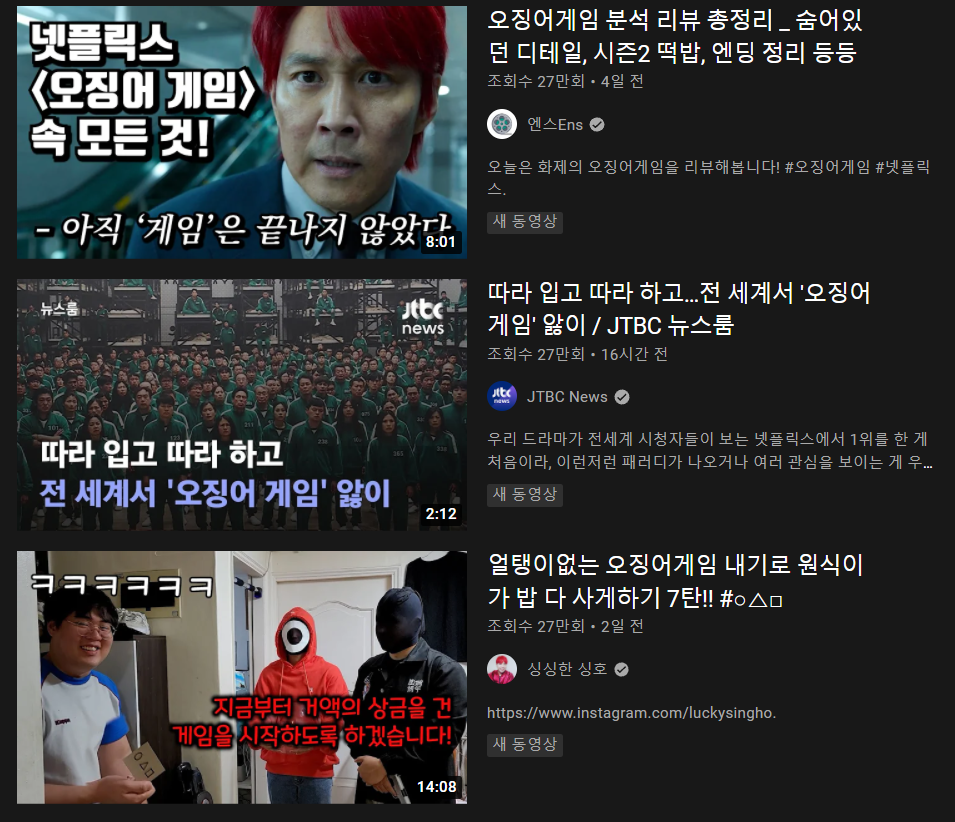 넷플릭스
<오징어 게임>
속 모든 것!
- 아직 '게임'은 끝나지 않았다
8:01
오징어게임 분석 리뷰 총정리 _ 숨어있
던 디테일, 시즌2 떡밥, 엔딩 정리 등등
조회수 27만회 • 4일 전
엔스Ens
오늘은 화제의 오징어게임을 리뷰해봅니다! #오징어게임 #넷플릭
스.
새 동영상
뉴스룸
jtbc
news
따라 입고 따라 하고
전 세계서 '오징어 게임' 앓이
2:12
따라 입고 따라 하고…전 세계서 '오징어
게임' 앓이 / JTBC 뉴스룸
조회수 27만회 • 16시간 전
jtbc
news
JTBC News
우리 드라마가 전세계 시청자들이 보는 넷플릭스에서 1위를 한 게
처음이라, 이런저런 패러디가 나오거나 여러 관심을 보이는 게 우...
새 동영상
ㅋㅋㅋㅋㅋㅋ
Kappa
○△□
지금부터 거액의 상금을 건
게임을 시작하도록 하겠습니다!
14:08
얼탱이없는 오징어게임 내기로 원식이
가 밥 다 사게하기 7탄!! #○△□
조회수 27만회 • 2일 전
싱싱한 싱호
https://www.instagram.com/luckysingho.
새 동영상